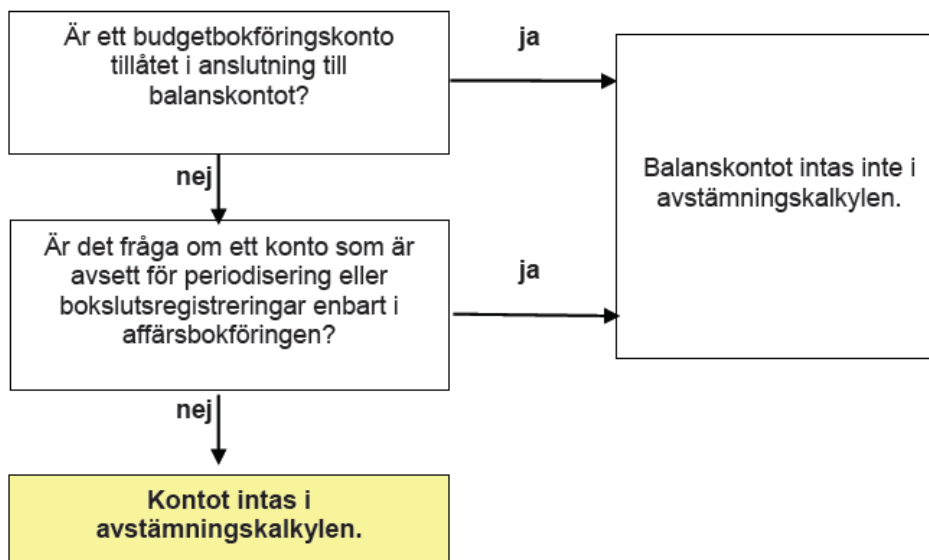 Är ett budgetbokföringskonto
tillåtet i anslutning till
balanskontot?
ja
Balanskontot intas inte i
avstämningskalkylen.
nej
Är det fråga om ett konto som är
avsett för periodisering eller
bokslutsregistreringar enbart i
affärsbokföringen?
ja
nej
Kontot intas i
avstämningskalkylen.